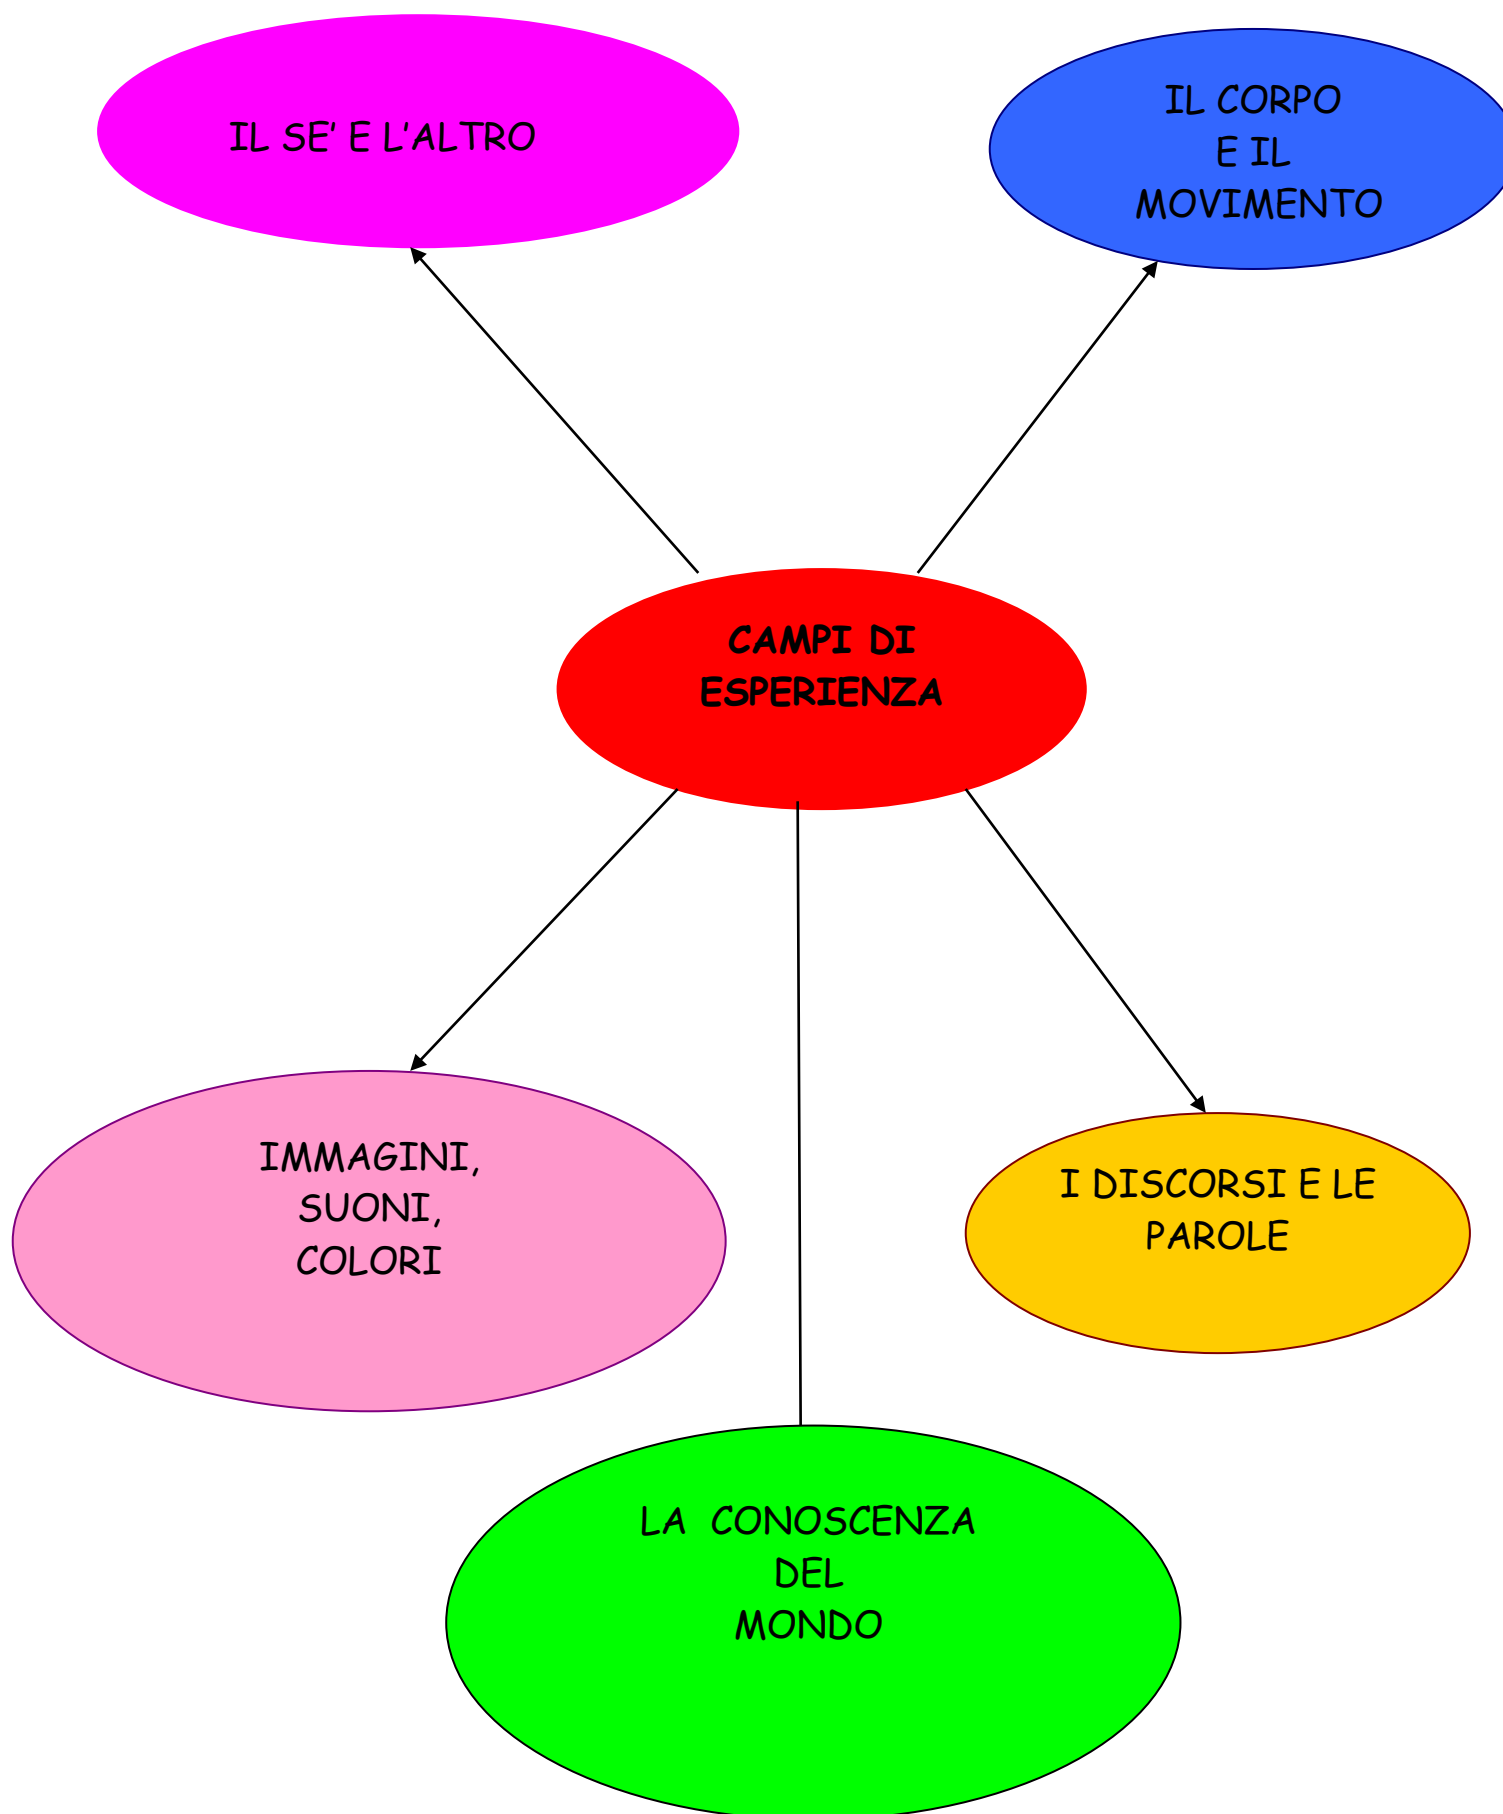 IL SE’ E L’ALTRO
IL CORPO
E IL
MOVIMENTO
CAMPI DI
ESPERIENZA
IMMAGINI,
SUONI,
COLORI
I DISCORSI E LE
PAROLE
LA CONOSCENZA
DEL
MONDO